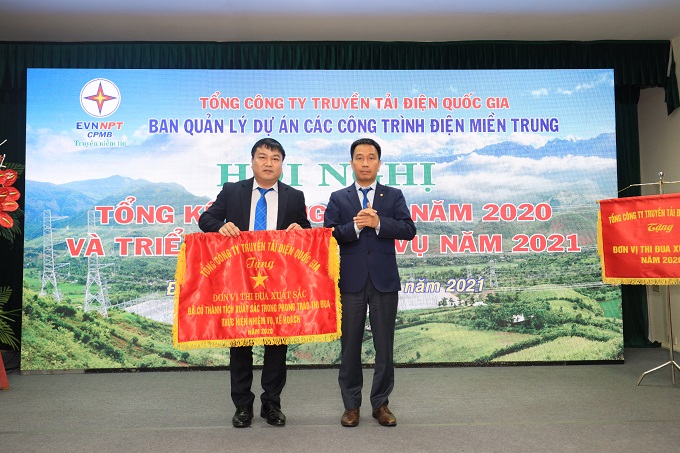 EVNNPT
CPMB
Truyền niềm tin
TỔNG CÔNG TY TRUYỀN TẢI ĐIỆN QUỐC GIA
BAN QUẢN LÝ DỰ ÁN CÁC CÔNG TRÌNH ĐIỆN MIỀN TRUNG
NGHỊ
TỔNG NĂM 2020
VÀ VỤ NĂM 2021
năm 2021
TỔNG CÔNG TY TRUYỀN TẢI ĐIỆN QUỐC GIA
Tặng
ĐƠN VỊ THI ĐUA XUẤT SẮC
ĐÃ CÓ THÀNH TÍCH XUẤT SẮC TRONG PHONG TRÀO THI ĐUA
THỰC HIỆN NHIỆM VỤ, KẾ HOẠCH
NĂM 2020
TỔNG CÔNG TY TRUYỀN TẢI
Tặng
ĐƠN VỊ THI ĐUA
NĂM 2020